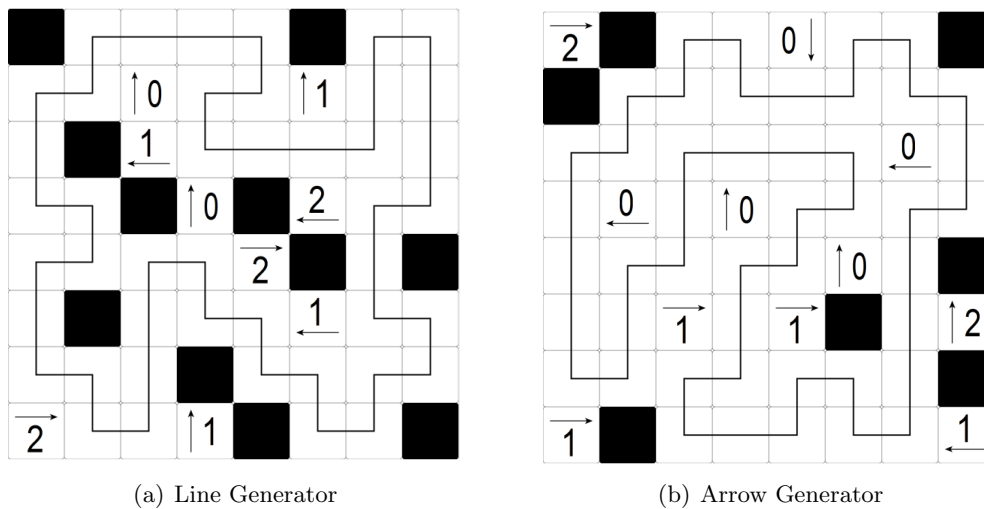 2 0
0 1
1 0
0 2 0 0
2 0
1 1 1 2
2 1 1 1
(a) Line Generator (b) Arrow Generator